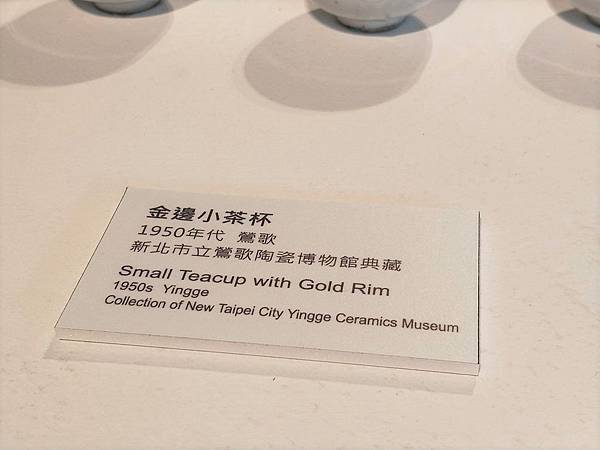 金邊小茶杯
1950年代 鶯歌
新北市立鶯歌陶瓷博物館典藏
Small Teacup with Gold Rim
1950s Yingge
Collection of New Taipei City Yingge Ceramics Museum